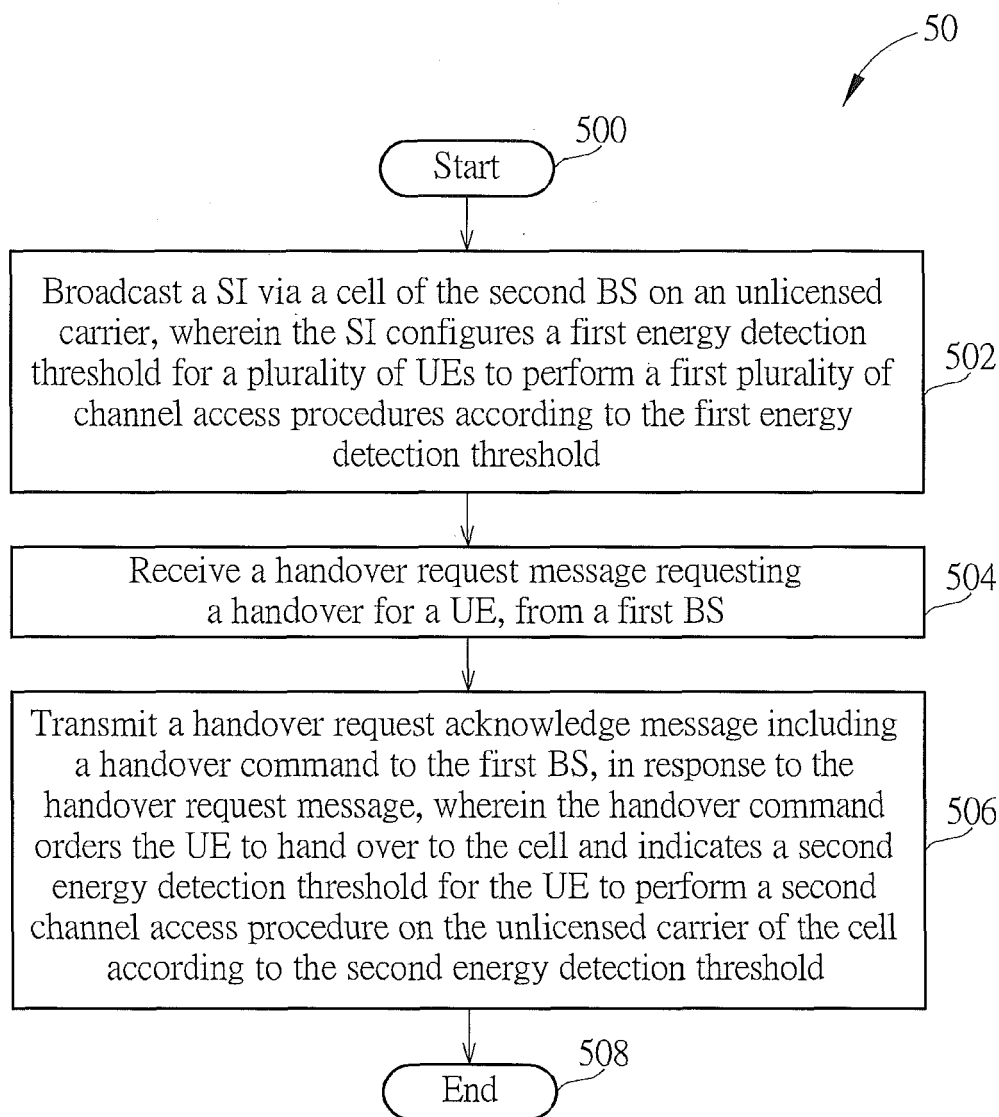 50
Start
500
Broadcast a SI via a cell of the second BS on an unlicensed
carrier, wherein the SI configures a first energy detection
threshold for a plurality of UEs to perform a first plurality of
channel access procedures according to the first energy
detection threshold
502
Receive a handover request message requesting
a handover for a UE, from a first BS
504
Transmit a handover request acknowledge message including
a handover command to the first BS, in response to the
handover request message, wherein the handover command
orders the UE to hand over to the cell and indicates a second
energy detection threshold for the UE to perform a second
channel access procedure on the unlicensed carrier of the cell
according to the second energy detection threshold
506
End
508